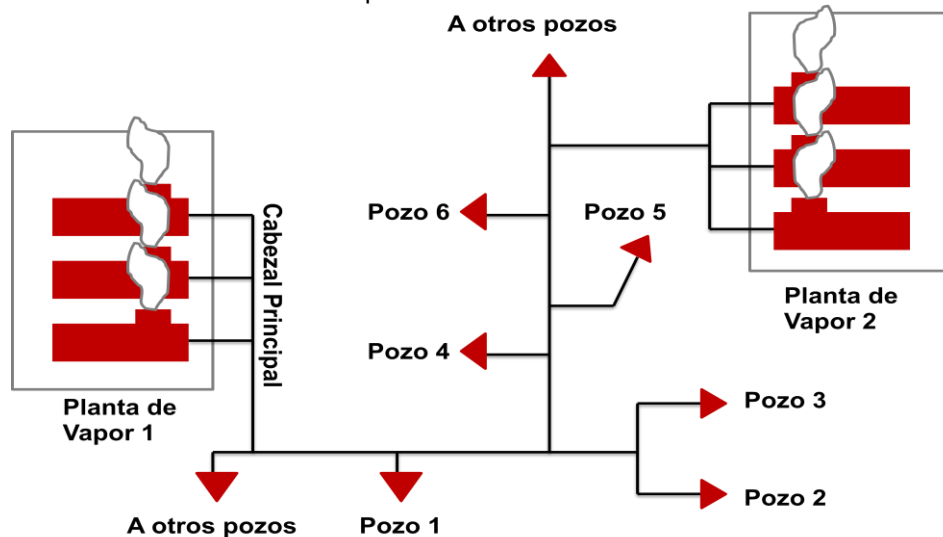 A otros pozos
Pozo 6
Pozo 5
Cabezal Principal
Planta de
Vapor 2
Pozo 4
Planta de
Vapor 1
Pozo 3
Pozo 2
A otros pozos
Pozo 1